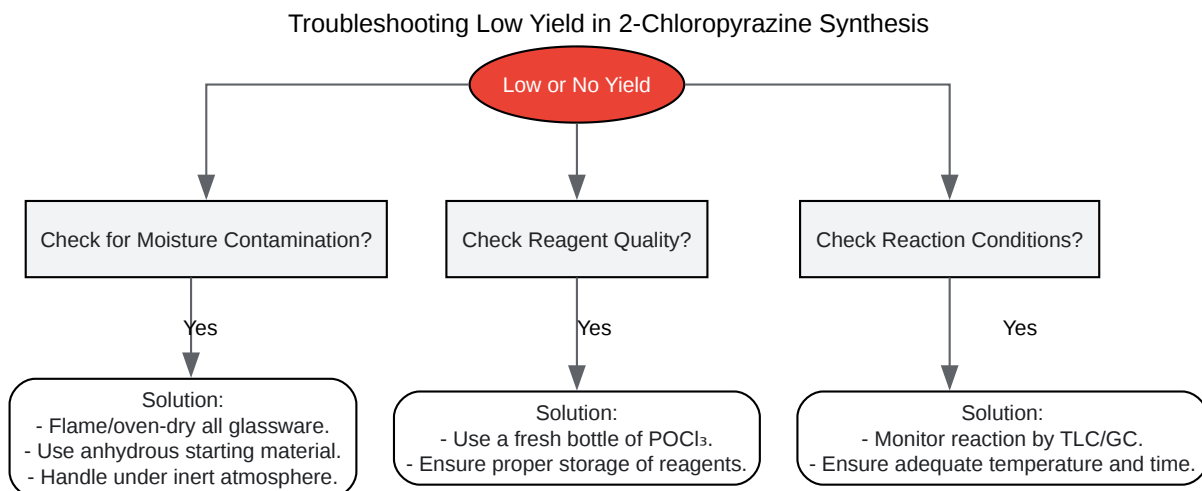 Troubleshooting Low Yield in 2-Chloropyrazine Synthesis
Low or No Yield
Check for Moisture Contamination?
Check Reagent Quality?
Check Reaction Conditions?
Yes
Yes
Yes
Solution:
- Flame/oven-dry all glassware.
- Use anhydrous starting material.
- Handle under inert atmosphere.
Solution:
- Use a fresh bottle of POCl₃.
- Ensure proper storage of reagents.
Solution:
- Monitor reaction by TLC/GC.
- Ensure adequate temperature and time.